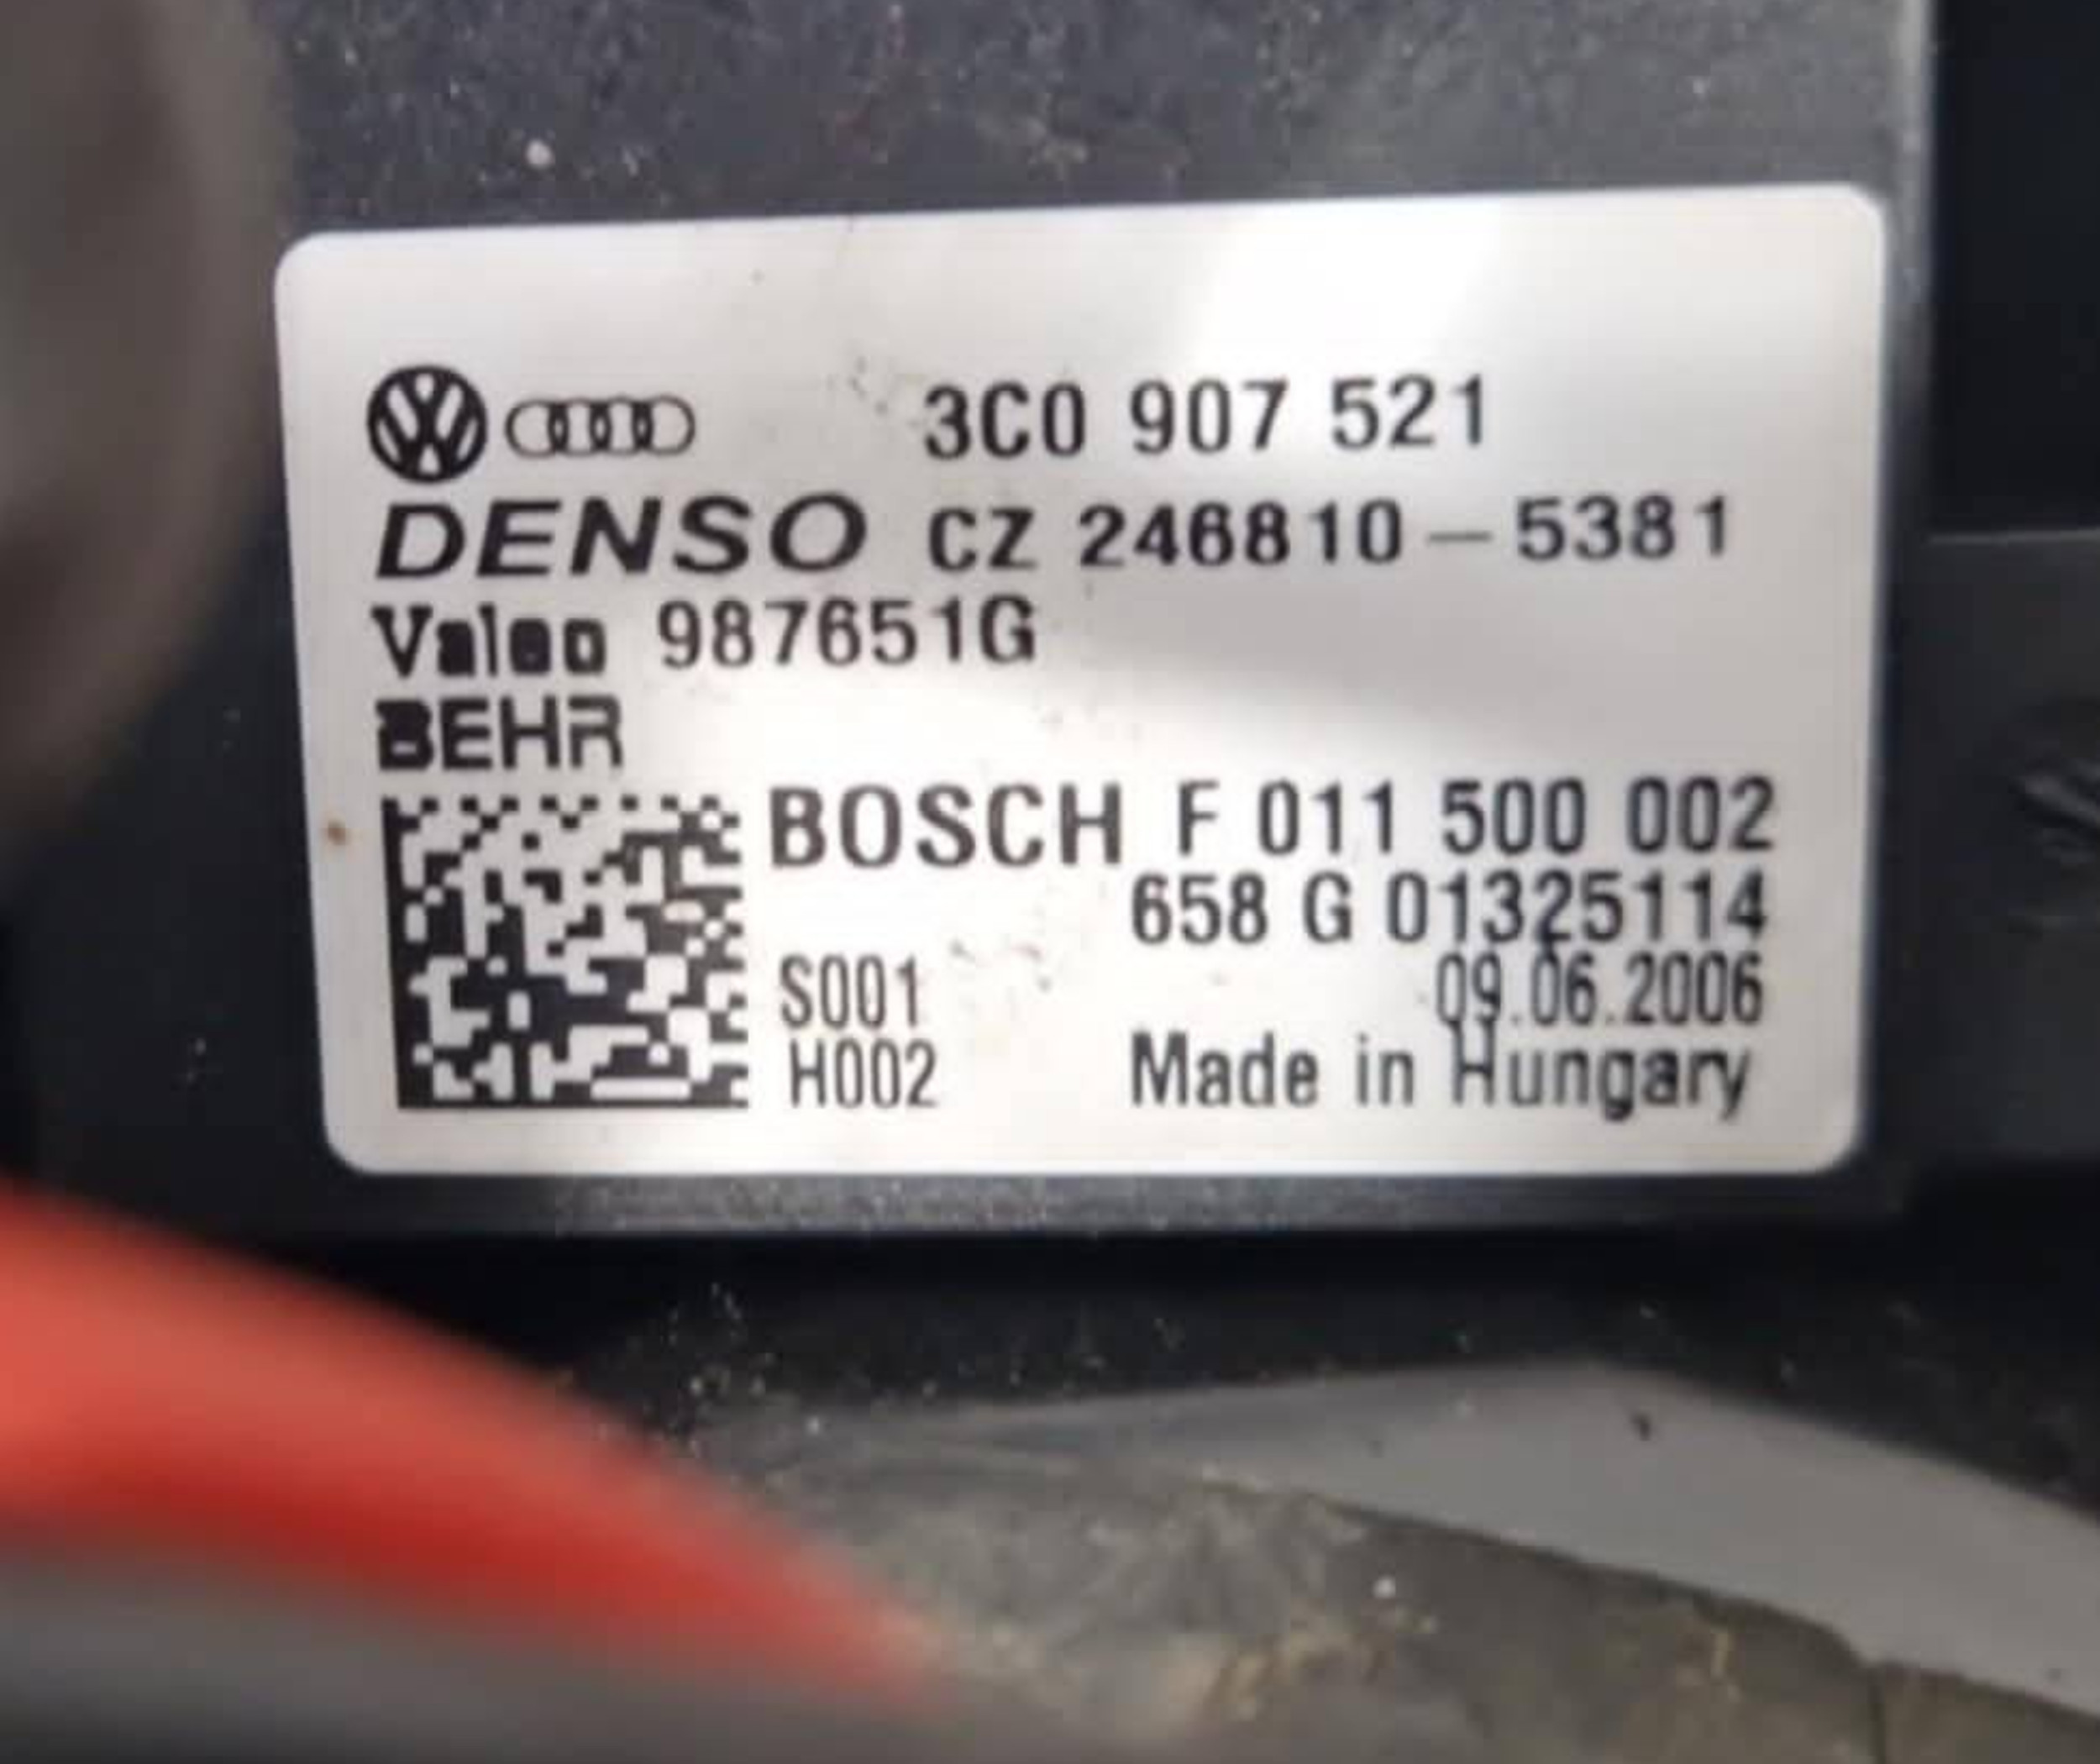 3C0 907 521
DENSO CZ 246810-5381
Valeo 987651G
BEHR
BOSCH F 011 500 002
658 G 01325114
S001 09.06.2006
H002 Made in Hungary